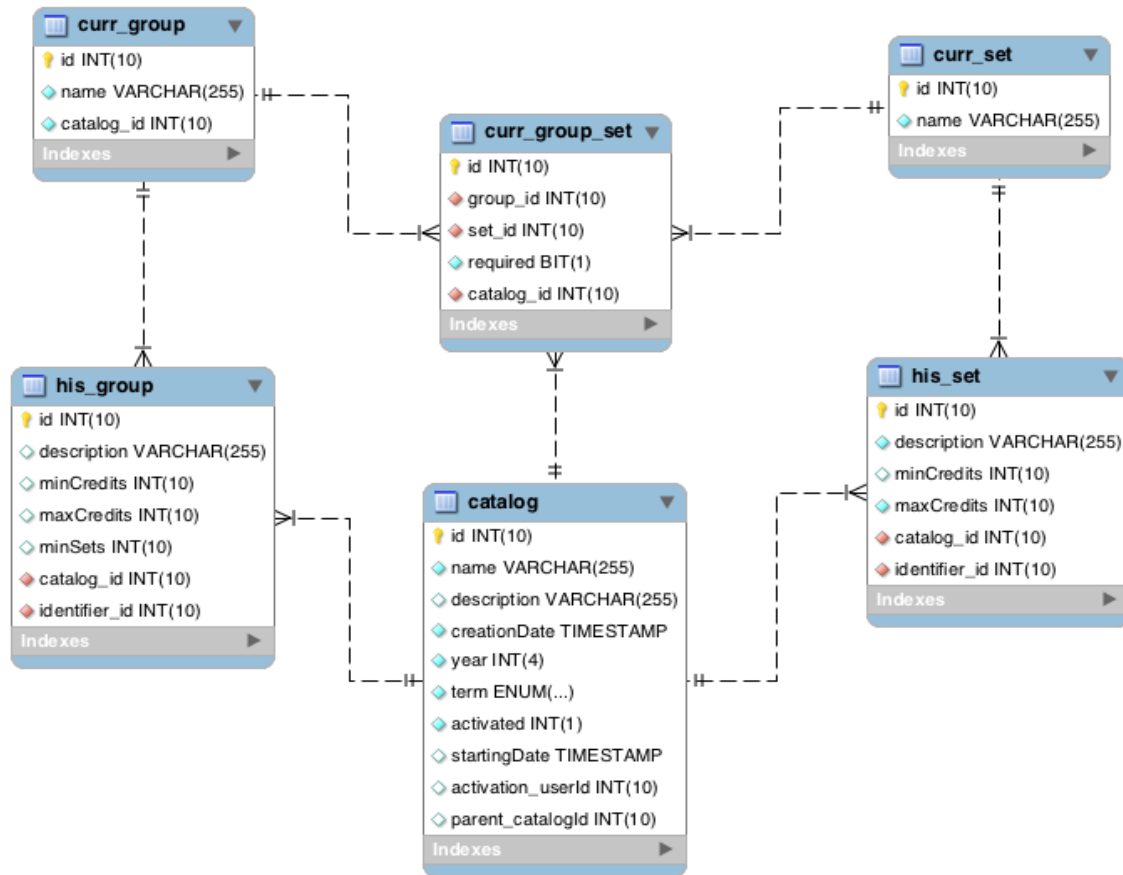 curr_group
id INT(10)
name VARCHAR(255)
catalog_id INT(10)
Indexes
curr_set
id INT(10)
name VARCHAR(255)
Indexes
curr_group_set
id INT(10)
group_id INT(10)
set_id INT(10)
required BIT(1)
catalog_id INT(10)
Indexes
his_group
id INT(10)
description VARCHAR(255)
minCredits INT(10)
maxCredits INT(10)
minSets INT(10)
catalog_id INT(10)
identifier_id INT(10)
Indexes
his_set
id INT(10)
description VARCHAR(255)
minCredits INT(10)
maxCredits INT(10)
catalog_id INT(10)
identifier_id INT(10)
Indexes
catalog
id INT(10)
name VARCHAR(255)
description VARCHAR(255)
creationDate TIMESTAMP
year INT(4)
term ENUM(...)
activated INT(1)
startingDate TIMESTAMP
activation_userId INT(10)
parent_catalogId INT(10)
Indexes